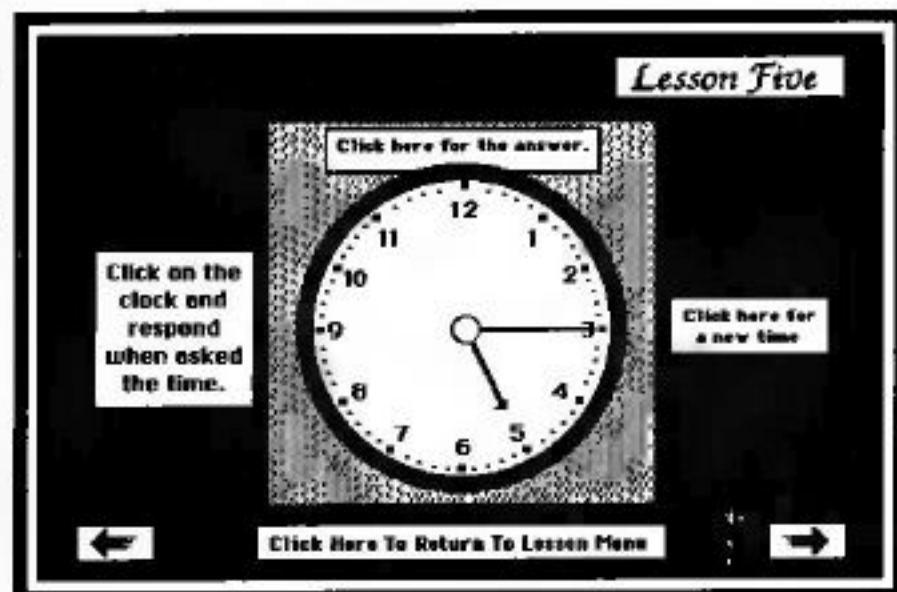 Lesson Five
Click here for the answer.
12
11
1
10
2
9
3
8
4
7
5
6
Click on the
clock and
respond
when asked
the time.
Click here for
a new time
Click Here To Return To Lesson Menu